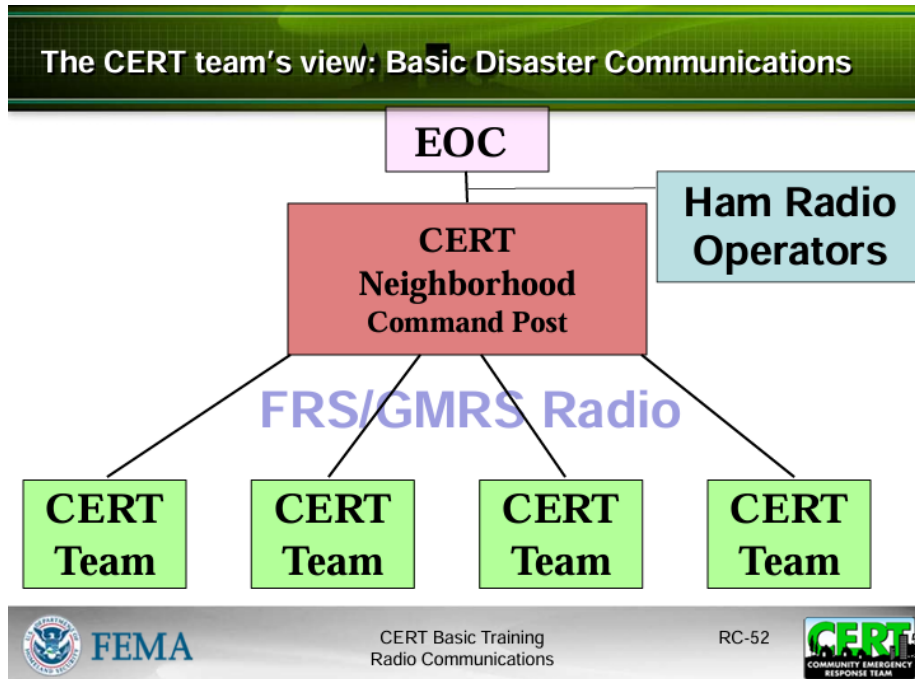 The CERT team's view: Basic Disaster Communications
EOC
Ham Radio
Operators
CERT
Neighborhood
Command Post
FRS/GMRS Radio
CERT
Team
CERT
Team
CERT
Team
CERT
Team
FEMA
CERT Basic Training
Radio Communications
RC-52
CERT
COMMUNITY EMERGENCY
RESPONSE TEAM